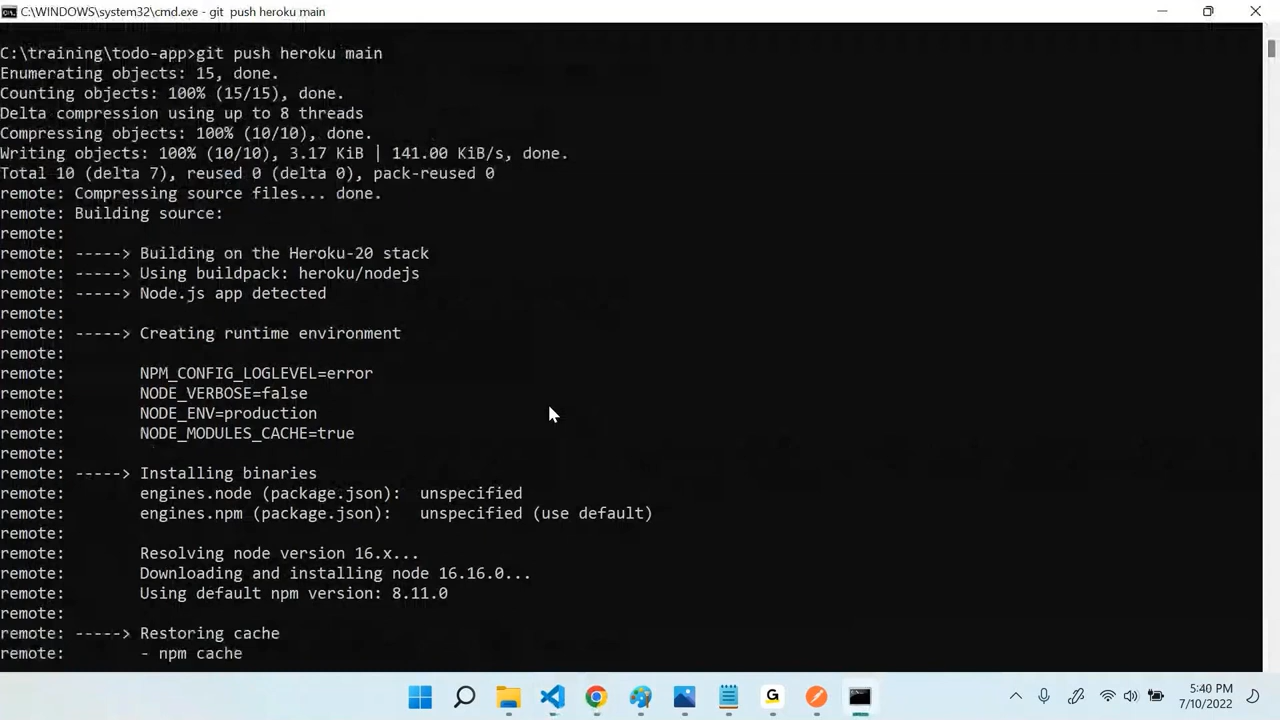 C:\WINDOWS\system32\cmd.exe - git  push heroku main
C:\training\todo-app>git push heroku main
Enumerating objects: 15, done.
Counting objects: 100% (15/15), done.
Delta compression using up to 8 threads
Compressing objects: 100% (10/10), done.
Writing objects: 100% (10/10), 3.17 KiB | 141.00 KiB/s, done.
Total 10 (delta 7), reused 0 (delta 0), pack-reused 0
remote: Compressing source files... done.
remote: Building source:
remote:
remote: -----> Building on the Heroku-20 stack
remote: -----> Using buildpack: heroku/nodejs
remote: -----> Node.js app detected
remote:
remote: -----> Creating runtime environment
remote:
remote:        NPM_CONFIG_LOGLEVEL=error
remote:        NODE_VERBOSE=false
remote:        NODE_ENV=production
remote:        NODE_MODULES_CACHE=true
remote:
remote: -----> Installing binaries
remote:        engines.node (package.json):  unspecified
remote:        engines.npm (package.json):   unspecified (use default)
remote:
remote:        Resolving node version 16.x...
remote:        Downloading and installing node 16.16.0...
remote:        Using default npm version: 8.11.0
remote:
remote: -----> Restoring cache
remote:        - npm cache
G
5:40 PM
7/10/2022